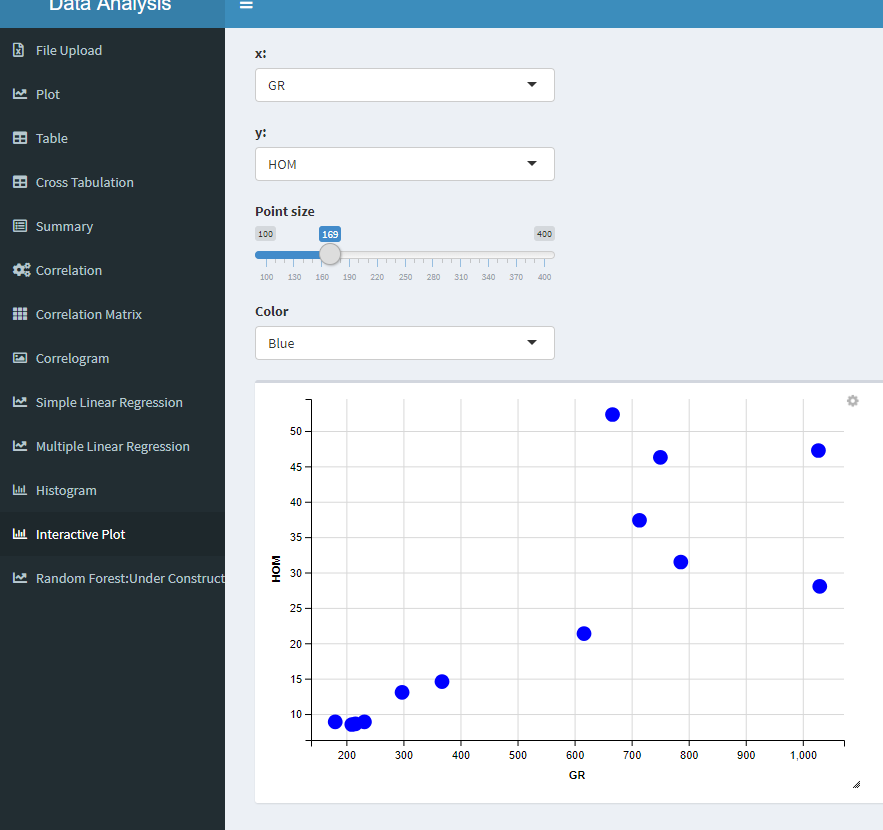 Data Analysis
File Upload
Plot
Table
Cross Tabulation
Summary
Correlation
Correlation Matrix
Correlogram
Simple Linear Regression
Multiple Linear Regression
Histogram
Interactive Plot
Random Forest:Under Construct
x:
GR
y:
HOM
Point size
100 169 400
100 130 160 190 220 250 280 310 340 370 400
Color
Blue
50
45
40
35
30
25
20
15
10
HOM
200 300 400 500 600 700 800 900 1,000
GR